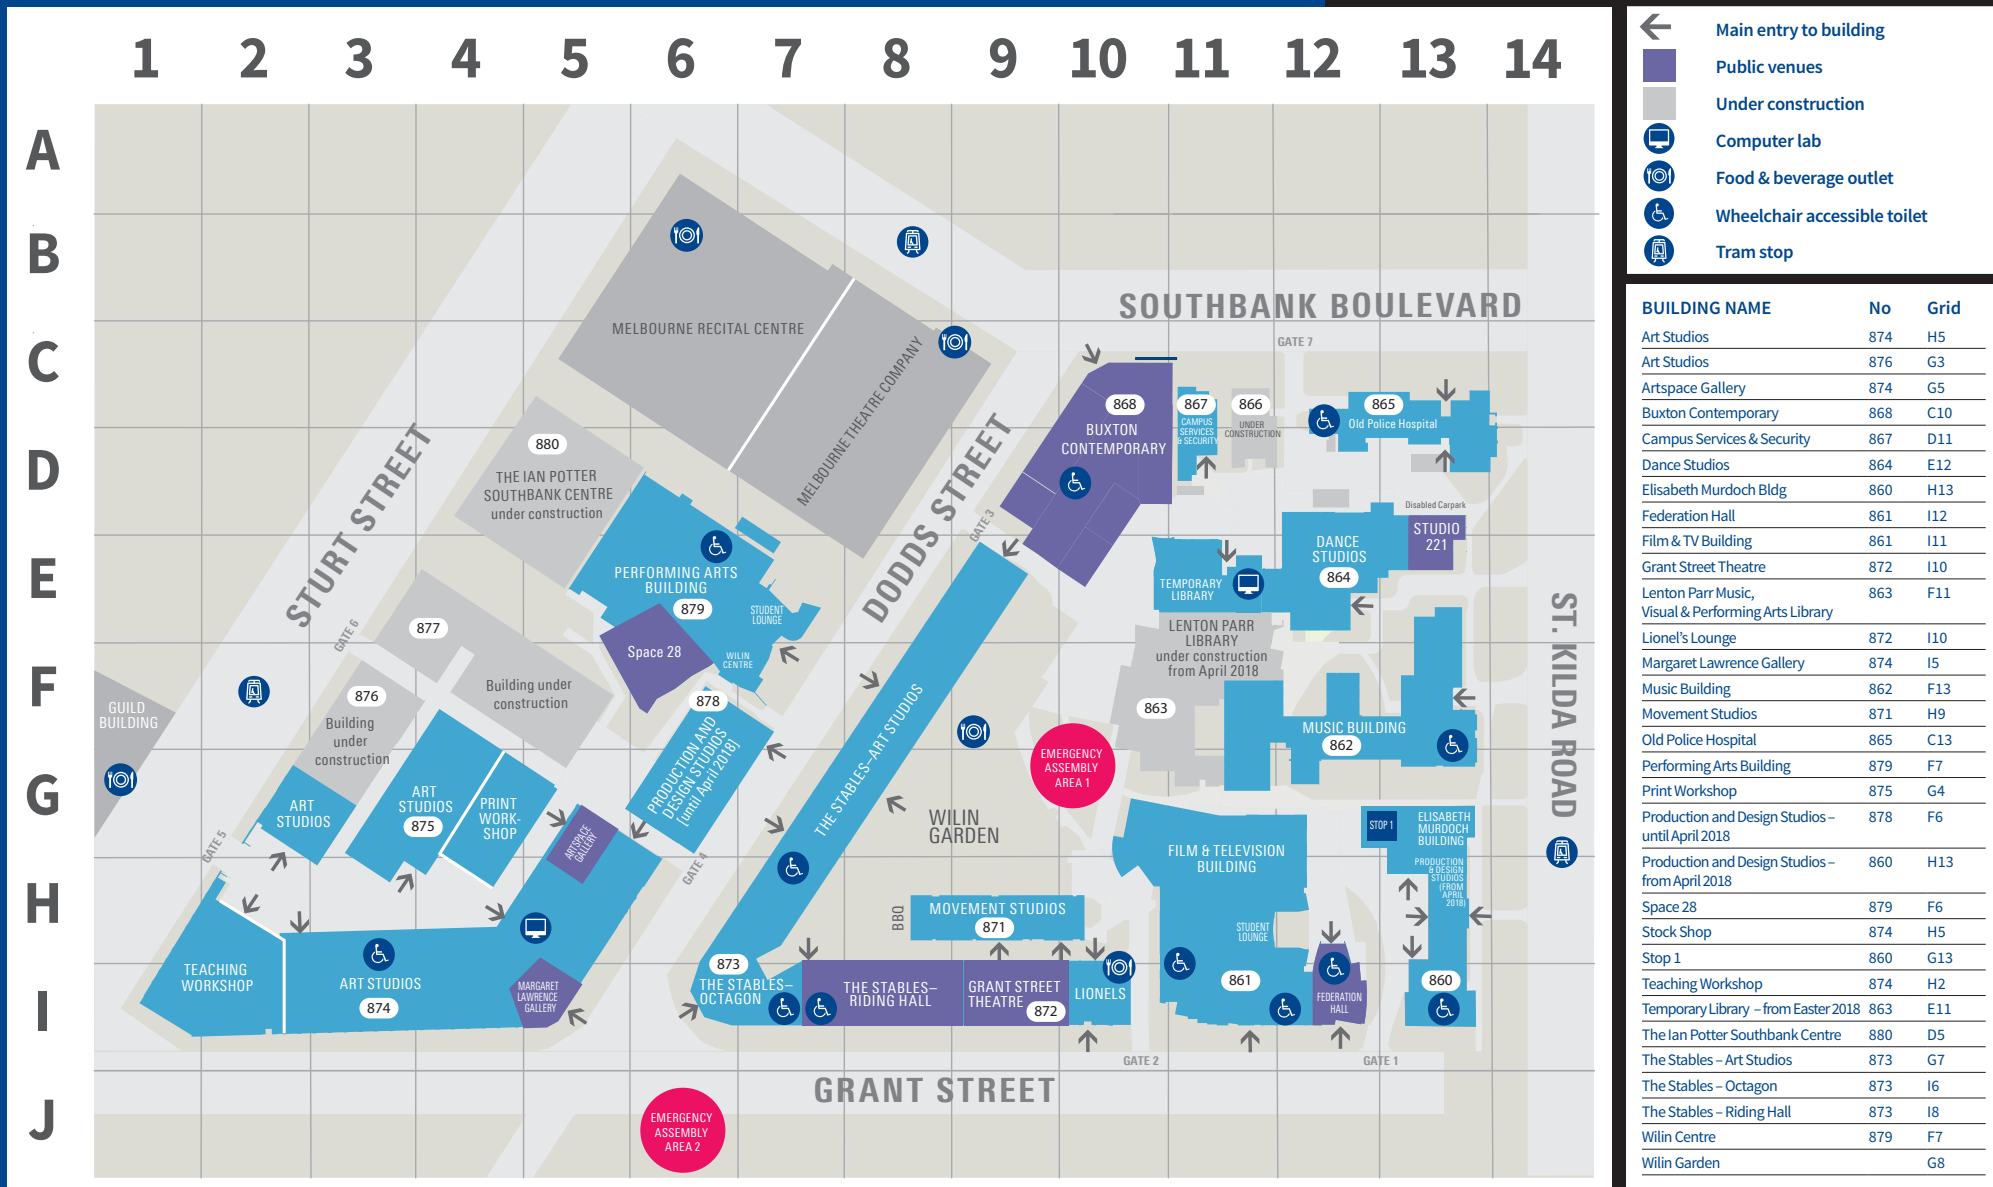 1 2 3 4 5 6 7 8 9 10 11 12 13 14
A
B
C
D
E
F
G
H
I
J
SOUTHBANK BOULEVARD
GATE 7
MELBOURNE RECITAL CENTRE
MELBOURNE THEATRE COMPANY
STURT STREET
DODDS STREET
ST. KILDA ROAD
GRANT STREET
880
THE IAN POTTER
SOUTHBANK CENTRE
under construction
868
BUXTON
CONTEMPORARY
867
CAMPUS
SERVICES
& SECURITY
866
UNDER
CONSTRUCTION
865
Old Police Hospital
Disabled Carpark
STUDIO
221
DANCE
STUDIOS
864
GATE 3
PERFORMING ARTS
BUILDING
879
STUDENT
LOUNGE
WILIN
CENTRE
Space 28
TEMPORARY
LIBRARY
LENTON PARR
LIBRARY
under construction
from April 2018
863
GATE 6
877
Building under
construction
876
Building
under
construction
GUILD
BUILDING
878
PRODUCTION AND
DESIGN STUDIOS
[until April 2018]
THE STABLES–ART STUDIOS
MUSIC BUILDING
862
EMERGENCY
ASSEMBLY
AREA 1
WILIN
GARDEN
ART
STUDIOS
ART
STUDIOS
875
PRINT
WORK-
SHOP
ARTSPACE
GALLERY
GATE 5
GATE 4
STOP 1
ELISABETH
MURDOCH
BUILDING
PRODUCTION
& DESIGN
STUDIOS
(FROM
APRIL
2018)
FILM & TELEVISION
BUILDING
STUDENT
LOUNGE
861
BBQ
MOVEMENT STUDIOS
871
TEACHING
WORKSHOP
ART STUDIOS
874
MARGARET
LAWRENCE
GALLERY
873
THE STABLES–
OCTAGON
THE STABLES–
RIDING HALL
GRANT STREET
THEATRE
872
LIONELS
FEDERATION
HALL
860
GATE 2
GATE 1
EMERGENCY
ASSEMBLY
AREA 2
Main entry to building
Public venues
Under construction
Computer lab
Food & beverage outlet
Wheelchair accessible toilet
Tram stop
BUILDING NAME No Grid
Art Studios 874 H5
Art Studios 876 G3
Artspace Gallery 874 G5
Buxton Contemporary 868 C10
Campus Services & Security 867 D11
Dance Studios 864 E12
Elisabeth Murdoch Bldg 860 H13
Federation Hall 861 I12
Film & TV Building 861 I11
Grant Street Theatre 872 I10
Lenton Parr Music, 863 F11
Visual & Performing Arts Library
Lionel's Lounge 872 I10
Margaret Lawrence Gallery 874 I5
Music Building 862 F13
Movement Studios 871 H9
Old Police Hospital 865 C13
Performing Arts Building 879 F7
Print Workshop 875 G4
Production and Design Studios – 878 F6
until April 2018
Production and Design Studios – 860 H13
from April 2018
Space 28 879 F6
Stock Shop 874 H5
Stop 1 860 G13
Teaching Workshop 874 H2
Temporary Library – from Easter 2018 863 E11
The Ian Potter Southbank Centre 880 D5
The Stables – Art Studios 873 G7
The Stables – Octagon 873 I6
The Stables – Riding Hall 873 I8
Wilin Centre 879 F7
Wilin Garden G8